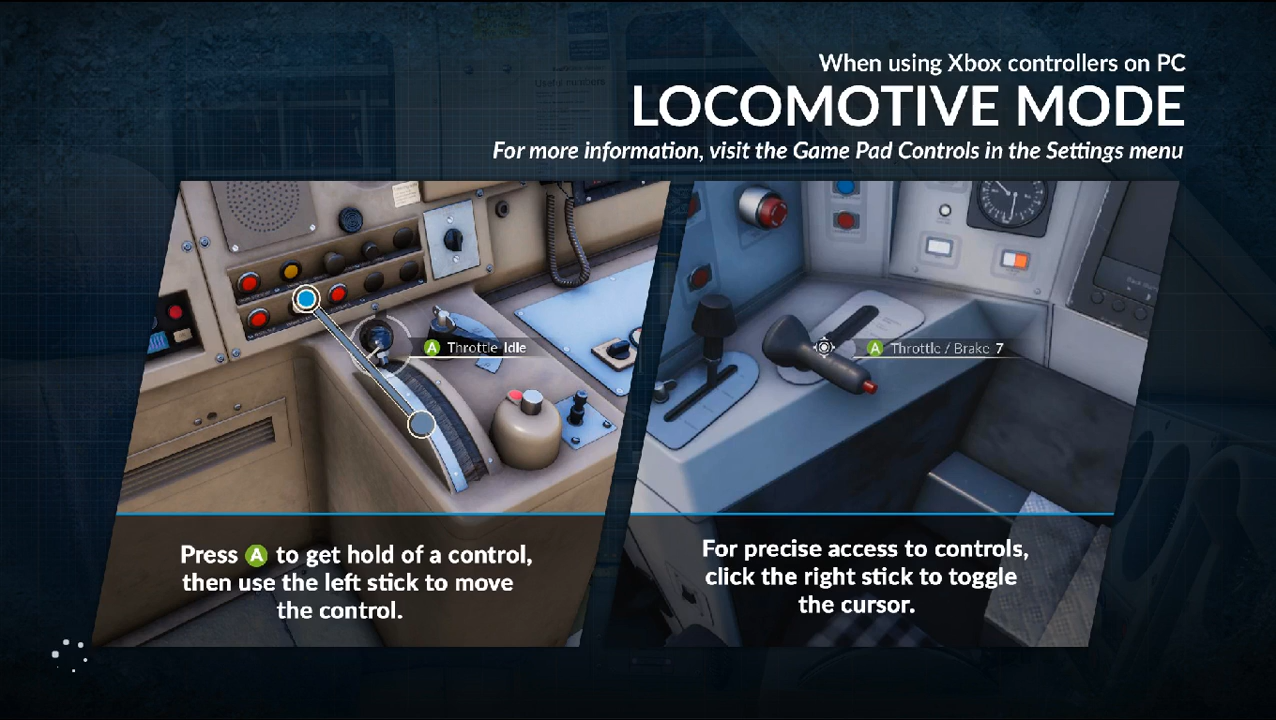 When using Xbox controllers on PC
LOCOMOTIVE MODE
For more information, visit the Game Pad Controls in the Settings menu
A Throttle Idle
A Throttle / Brake 7
Press A to get hold of a control,
then use the left stick to move
the control.
For precise access to controls,
click the right stick to toggle
the cursor.